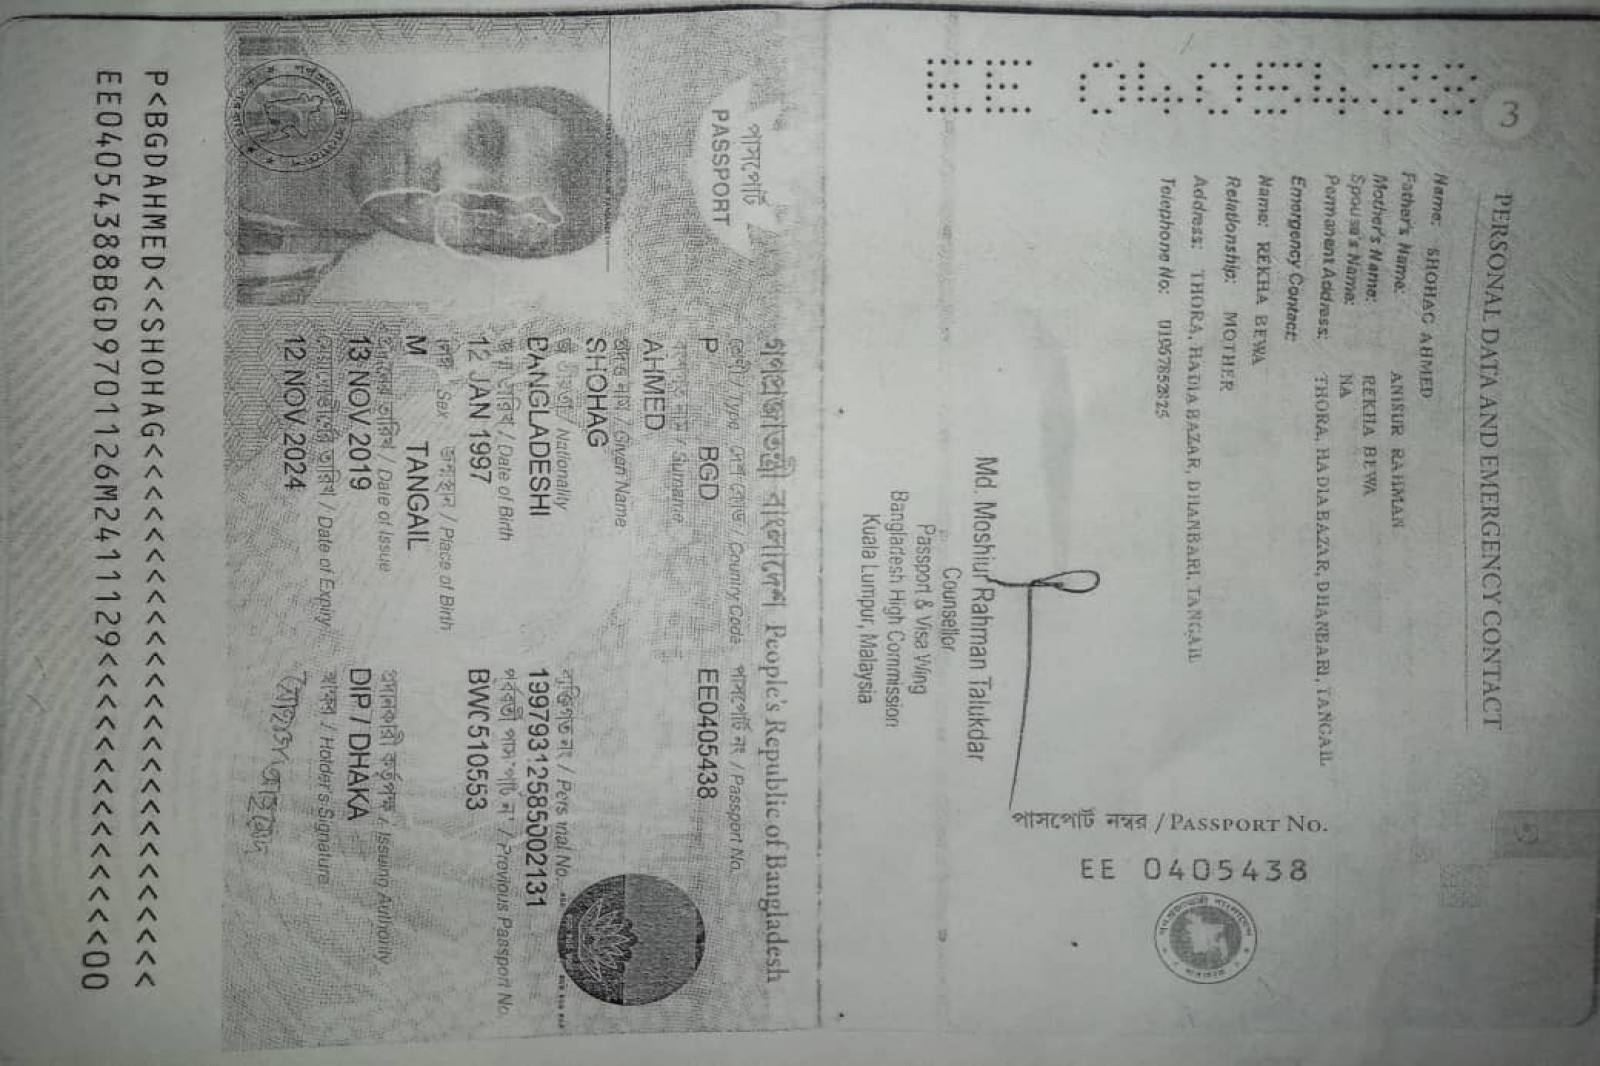 3
PERSONAL DATA AND EMERGENCY CONTACT
Name: SHOHAG AHMED
Father's Name: ANISUR RAHMAN
Mother's Name: REKHA BEWA
Spouse's Name: NA
Permanent Address: THORA, HADIABAZAR, DHANBARI, TANGAIL
Emergency Contact:
Name: REKHA BEWA
Relationship: MOTHER
Address: THORA, HADIA BAZAR, DHANBARI, TANGAIL
Telephone No:
পাসপোর্ট নম্বর / PASSPORT No.
EE 0405438
Md. Moshiur Rahman Talukdar
Counsellor
Passport & Visa Wing
Bangladesh High Commission
Kuala Lumpur, Malaysia
গণপ্রজাতন্ত্রী বাংলাদেশ People's Republic of Bangladesh
পাসপোর্ট
PASSPORT
শ্রেণী / Type দেশ কোড / Country Code পাসপোর্ট নং / Passport No.
P BGD EE0405438
বংশগত নাম / Surname
AHMED
প্রদত্ত নাম / Given Name
SHOHAG
জাতীয়তা / Nationality ব্যক্তিগত নং / Personal No.
BANGLADESHI 19979312585002131
জন্ম তারিখ / Date of Birth পূর্ববর্তী পাসপোর্ট নং / Previous Passport No.
12 JAN 1997 BW0510553
লিঙ্গ / Sex জন্মস্থান / Place of Birth
M TANGAIL
প্রদানের তারিখ / Date of Issue প্রদানকারী কর্তৃপক্ষ / Issuing Authority
13 NOV 2019 DIP / DHAKA
মেয়াদোত্তীর্ণের তারিখ / Date of Expiry স্বাক্ষর / Holder's Signature
12 NOV 2024
P<BGDAHMED<<SHOHAG<<<<<<<<<<<<<<<<<<<<<<<<<<
EE04054388BGD9701126M2411129<<<<<<<<<<<<<<00